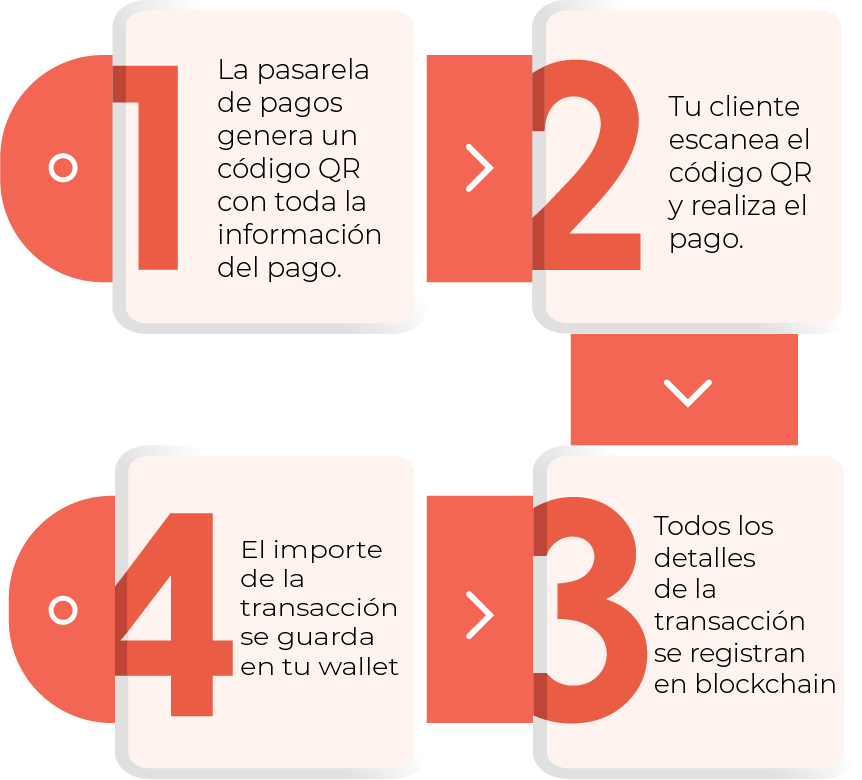 1
La pasarela
de pagos
genera un
código QR
con toda la
información
del pago.
2
Tu cliente
escanea el
código QR
y realiza el
pago.
3
Todos los
detalles
de la
transacción
se registran
en blockchain
4
El importe
de la
transacción
se guarda
en tu wallet